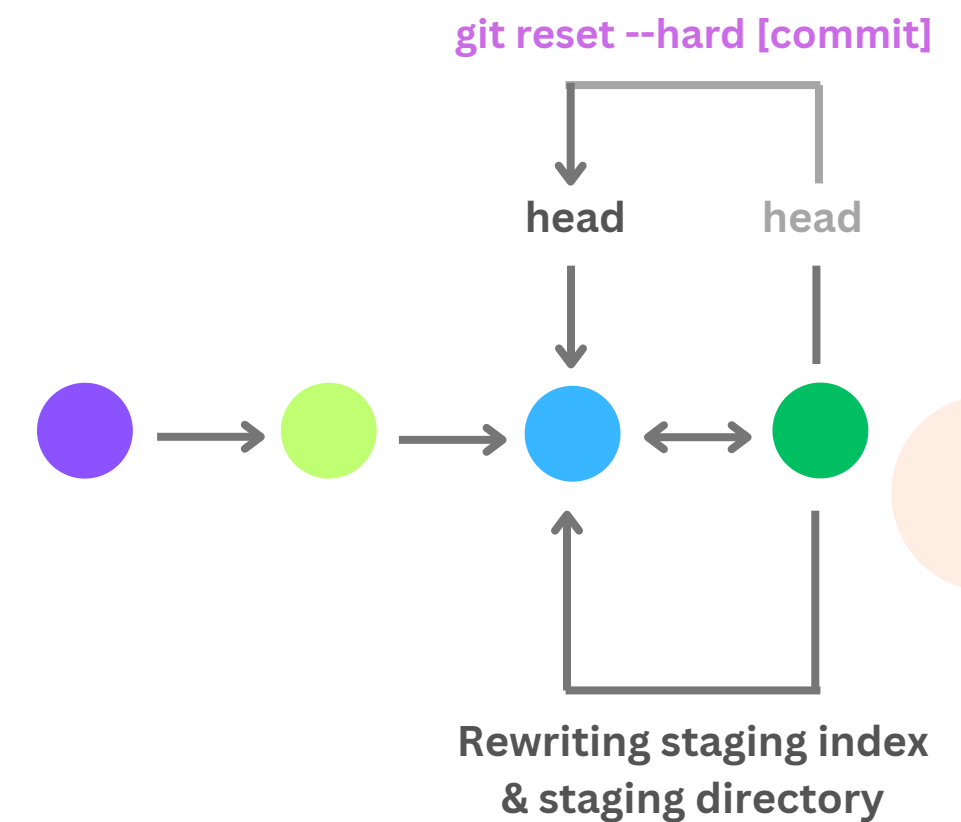 git reset --hard [commit]
head head
Rewriting staging index
& staging directory